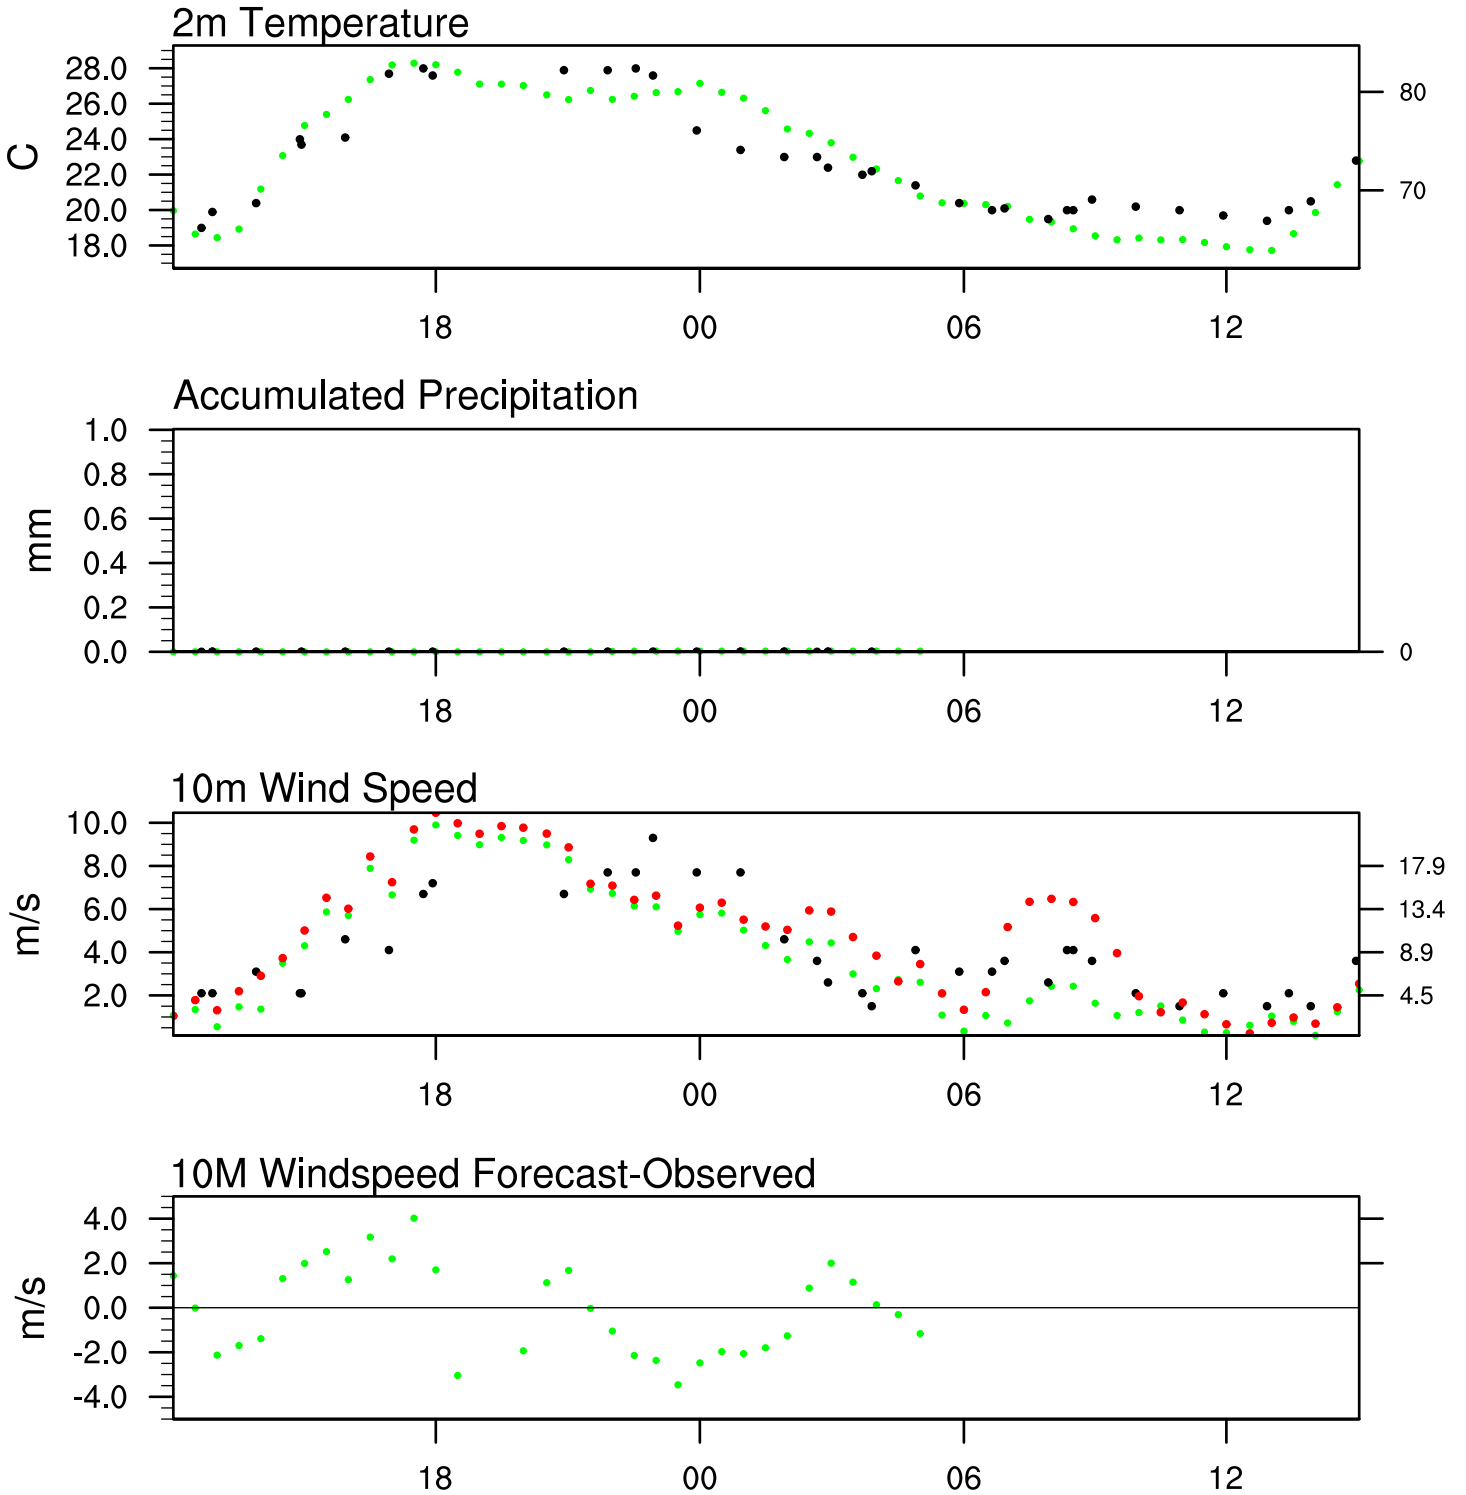 2m Temperature
28.0
26.0
24.0
22.0
20.0
18.0
C
80
70
18 00 06 12
Accumulated Precipitation
1.0
0.8
0.6
0.4
0.2
0.0
mm
0
18 00 06 12
10m Wind Speed
10.0
8.0
6.0
4.0
2.0
m/s
17.9
13.4
8.9
4.5
18 00 06 12
10M Windspeed Forecast-Observed
4.0
2.0
0.0
-2.0
-4.0
m/s
18 00 06 12